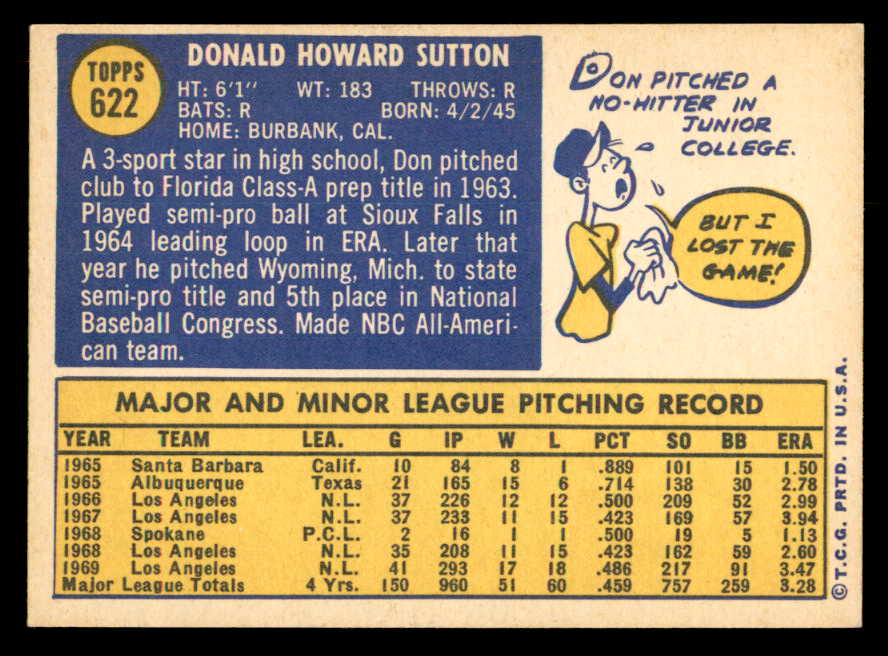 TOPPS
622
DONALD HOWARD SUTTON
HT: 6'1" WT: 183 THROWS: R
BATS: R BORN: 4/2/45
HOME: BURBANK, CAL.
A 3-sport star in high school, Don pitched
club to Florida Class-A prep title in 1963.
Played semi-pro ball at Sioux Falls in
1964 leading loop in ERA. Later that
year he pitched Wyoming, Mich. to state
semi-pro title and 5th place in National
Baseball Congress. Made NBC All-Ameri-
can team.
DON PITCHED A
NO-HITTER IN
JUNIOR
COLLEGE.
BUT I
LOST THE
GAME!
MAJOR AND MINOR LEAGUE PITCHING RECORD
YEAR TEAM LEA. G IP W L PCT SO BB ERA
1965 Santa Barbara Calif. 10 84 8 1 .889 101 15 1.50
1965 Albuquerque Texas 21 165 15 6 .714 138 30 2.78
1966 Los Angeles N.L. 37 226 12 12 .500 209 52 2.99
1967 Los Angeles N.L. 37 233 11 15 .423 169 57 3.94
1968 Spokane P.C.L. 2 16 1 1 .500 19 5 1.13
1968 Los Angeles N.L. 35 208 11 15 .423 162 59 2.60
1969 Los Angeles N.L. 41 293 17 18 .486 217 91 3.47
Major League Totals 4 Yrs. 150 960 51 60 .459 757 259 3.28
© T.C.G. PRTD. IN U.S.A.